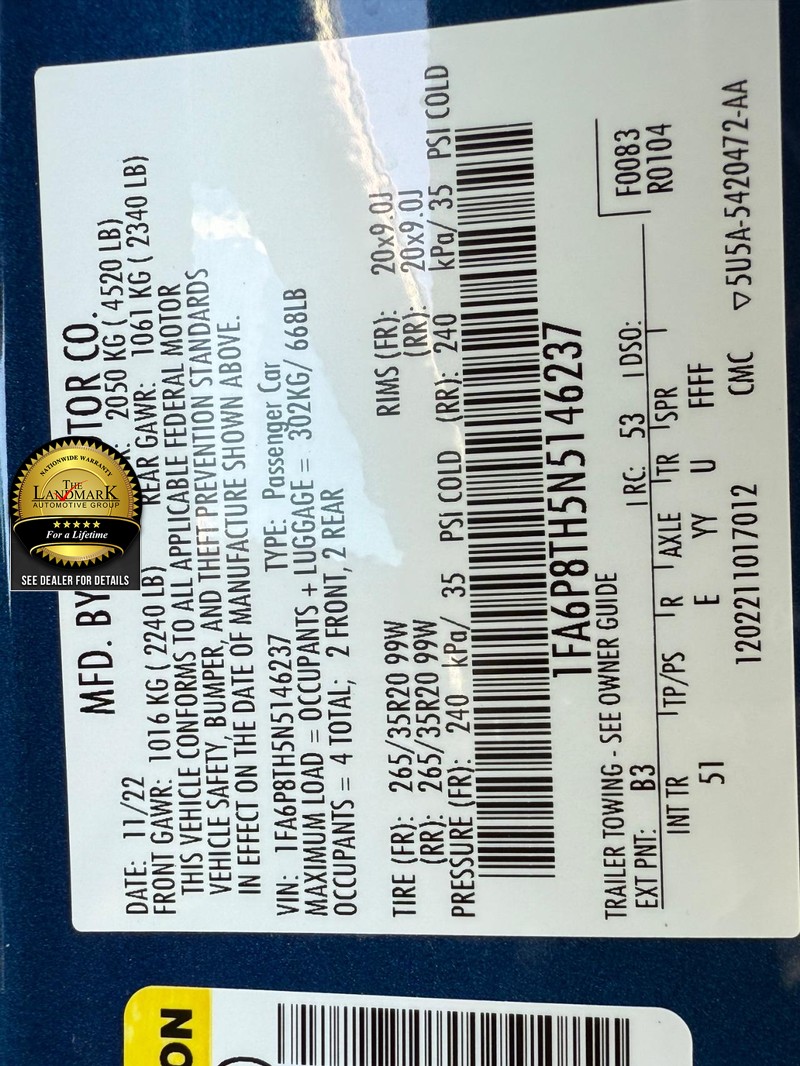 MFD. BY TOR CO.
DATE: 11/22 2050 KG ( 4520 LB)
FRONT GAWR: 1016 KG ( 2240 LB) REAR GAWR: 1061 KG ( 2340 LB)
THIS VEHICLE CONFORMS TO ALL APPLICABLE FEDERAL MOTOR
VEHICLE SAFETY, BUMPER, AND THEFT PREVENTION STANDARDS
IN EFFECT ON THE DATE OF MANUFACTURE SHOWN ABOVE.
VIN: 1FA6P8TH5N5146237 TYPE: Passenger Car
MAXIMUM LOAD = OCCUPANTS + LUGGAGE = 302KG/ 668LB
OCCUPANTS = 4 TOTAL; 2 FRONT, 2 REAR
TIRE (FR): 265/35R20 99W RIMS (FR): 20x9.0J
(RR): 265/35R20 99W (RR): 20x9.0J
PRESSURE (FR): 240 kPa/ 35 PSI COLD (RR): 240 kPa/ 35 PSI COLD
1FA6P8TH5N5146237
TRAILER TOWING - SEE OWNER GUIDE
EXT PNT: B3 RC: 53 DSO: F0083
R0104
INT TR TP/PS R AXLE TR SPR
51 E YY U FFFF
12022110170​12 CMC ▽5U5A-5420472-AA
NATIONWIDE WARRANTY
THE
LANDMARK
AUTOMOTIVE GROUP
★★★★★
For a Lifetime
SEE DEALER FOR DETAILS
ON